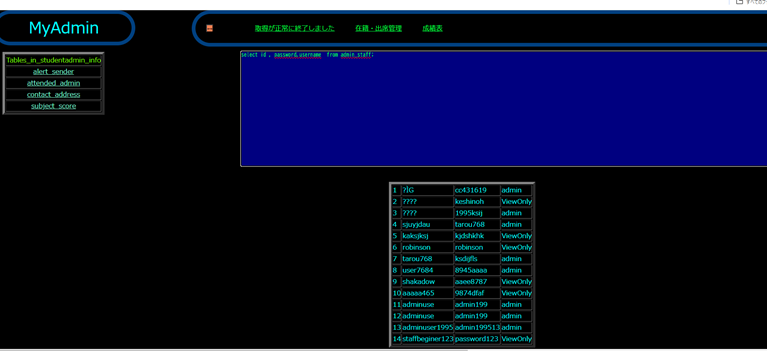 MyAdmin
取得が正常に終了しました 在籍・出席管理 成績表
Tables_in_studentadmin_info
alert_sender
attended_admin
contact_address
subject_score
select id , password,username from admin_staff;
1 ?]G cc431619 admin
2 ???? keshinoh ViewOnly
3 ???? 1995ksij admin
4 sjuyjdau tarou768 admin
5 kaksjksj kjdshkhk ViewOnly
6 robinson robinson ViewOnly
7 tarou768 ksdijfls admin
8 user7684 8945aaaa admin
9 shakadow aaee8787 ViewOnly
10 aaaaa465 9874dfaf ViewOnly
11 adminuse admin199 admin
12 adminuse admin199 admin
13 adminuser1995 admin199513 admin
14 staffbeginer123 password123 ViewOnly